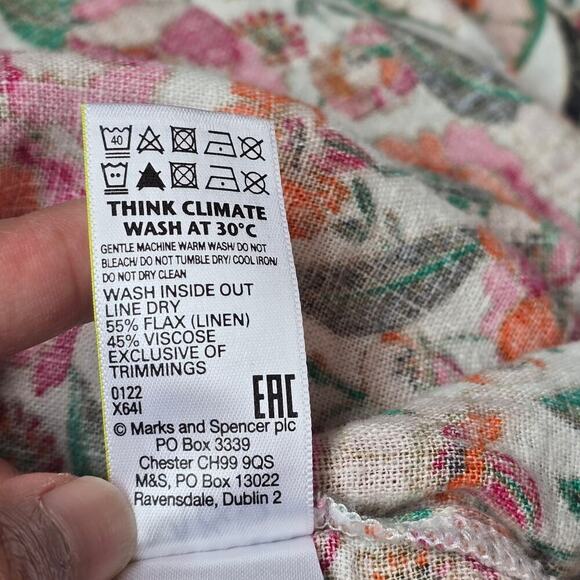 40
THINK CLIMATE
WASH AT 30°C
GENTLE MACHINE WARM WASH/ DO NOT
BLEACH/ DO NOT TUMBLE DRY/ COOL IRON/
DO NOT DRY CLEAN
WASH INSIDE OUT
LINE DRY
55% FLAX (LINEN)
45% VISCOSE
EXCLUSIVE OF
TRIMMINGS
0122
X64I
EAC
© Marks and Spencer plc
PO Box 3339
Chester CH99 9QS
M&S, PO Box 13022
Ravensdale, Dublin 2